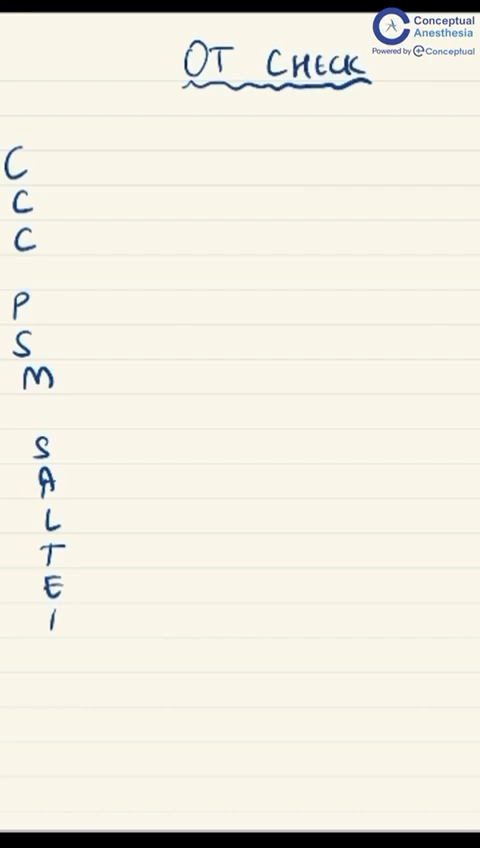 Conceptual
Anesthesia
Powered by Conceptual
OT CHECK
C
C
C
P
S
M
S
A
L
T
E
I